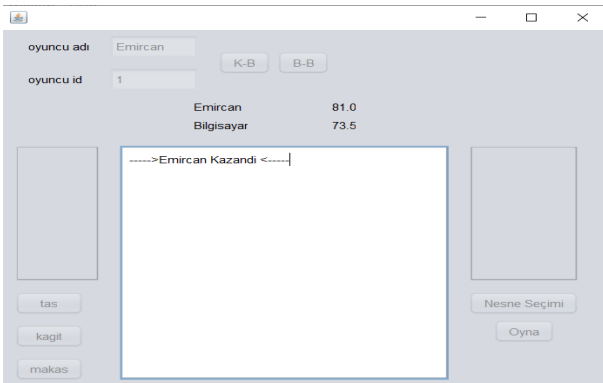 oyuncu adı Emircan
K-B B-B
oyuncu id 1
Emircan 81.0
Bilgisayar 73.5
----->Emircan Kazandi <-----
tas
kagit
makas
Nesne Seçimi
Oyna